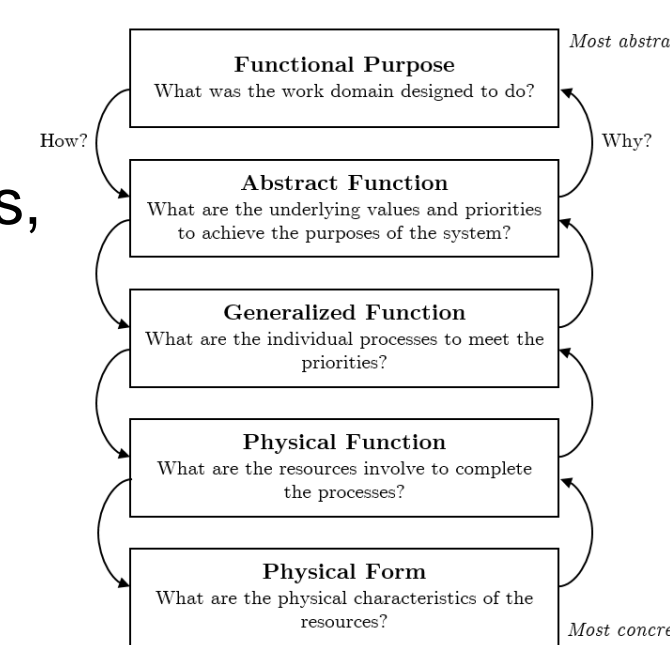 Most abstra
Functional Purpose
What was the work domain designed to do?
How?
Why?
s,
Abstract Function
What are the underlying values and priorities
to achieve the purposes of the system?
Generalized Function
What are the individual processes to meet the
priorities?
Physical Function
What are the resources involve to complete
the processes?
Physical Form
What are the physical characteristics of the
resources?
Most concre